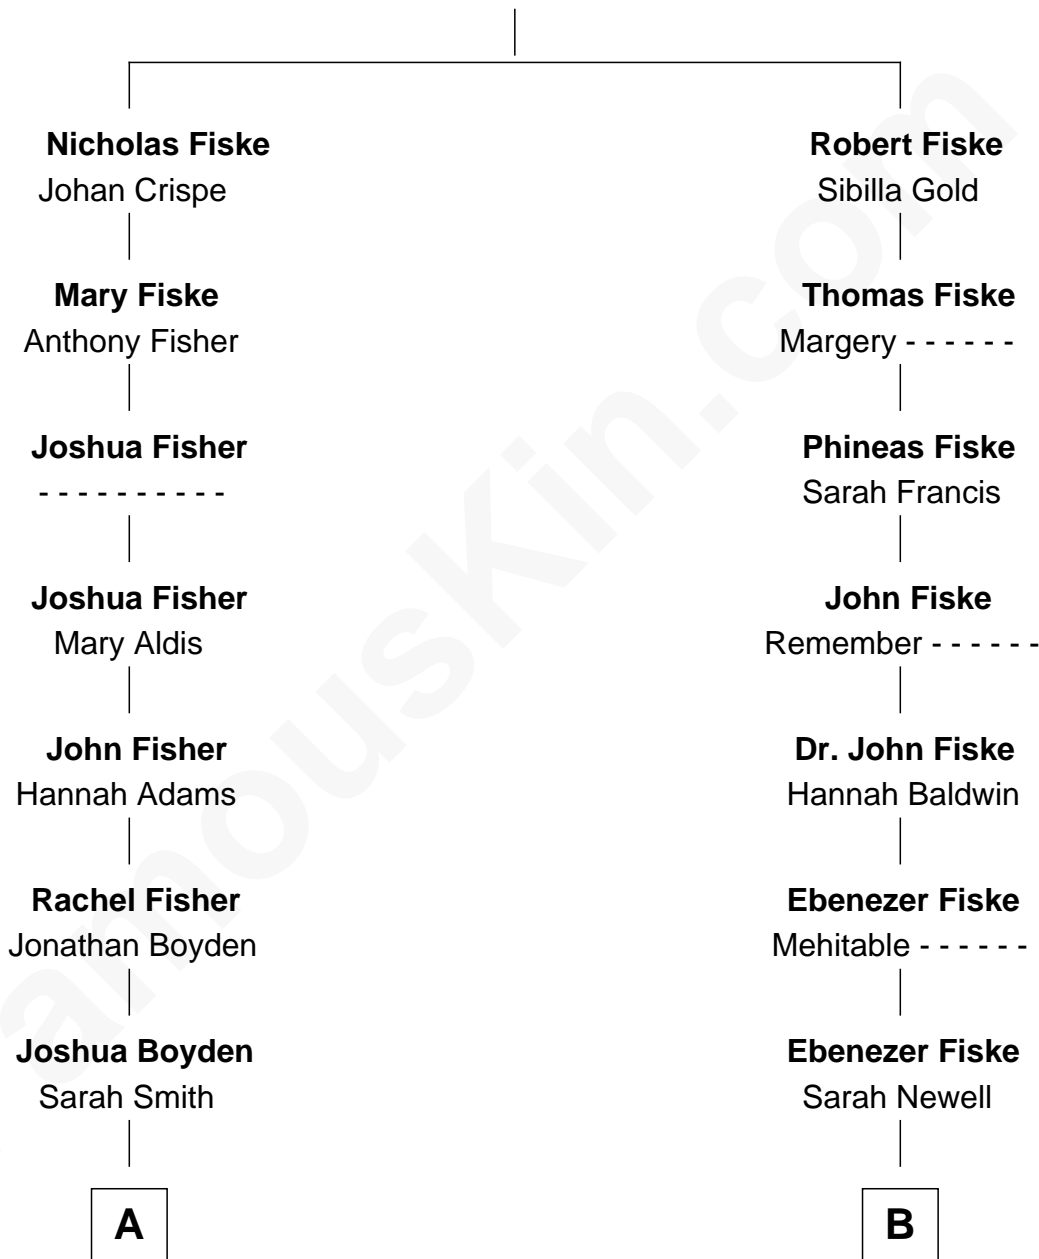 Nicholas Fiske
Johan Crispe
Mary Fiske
Anthony Fisher
Joshua Fisher
- - - - - - - - - -
Joshua Fisher
Mary Aldis
John Fisher
Hannah Adams
Rachel Fisher
Jonathan Boyden
Joshua Boyden
Sarah Smith
A
Robert Fiske
Sibilla Gold
Thomas Fiske
Margery - - - - - -
Phineas Fiske
Sarah Francis
John Fiske
Remember - - - - - -
Dr. John Fiske
Hannah Baldwin
Ebenezer Fiske
Mehitable - - - - - -
Ebenezer Fiske
Sarah Newell
B
amouskin.com